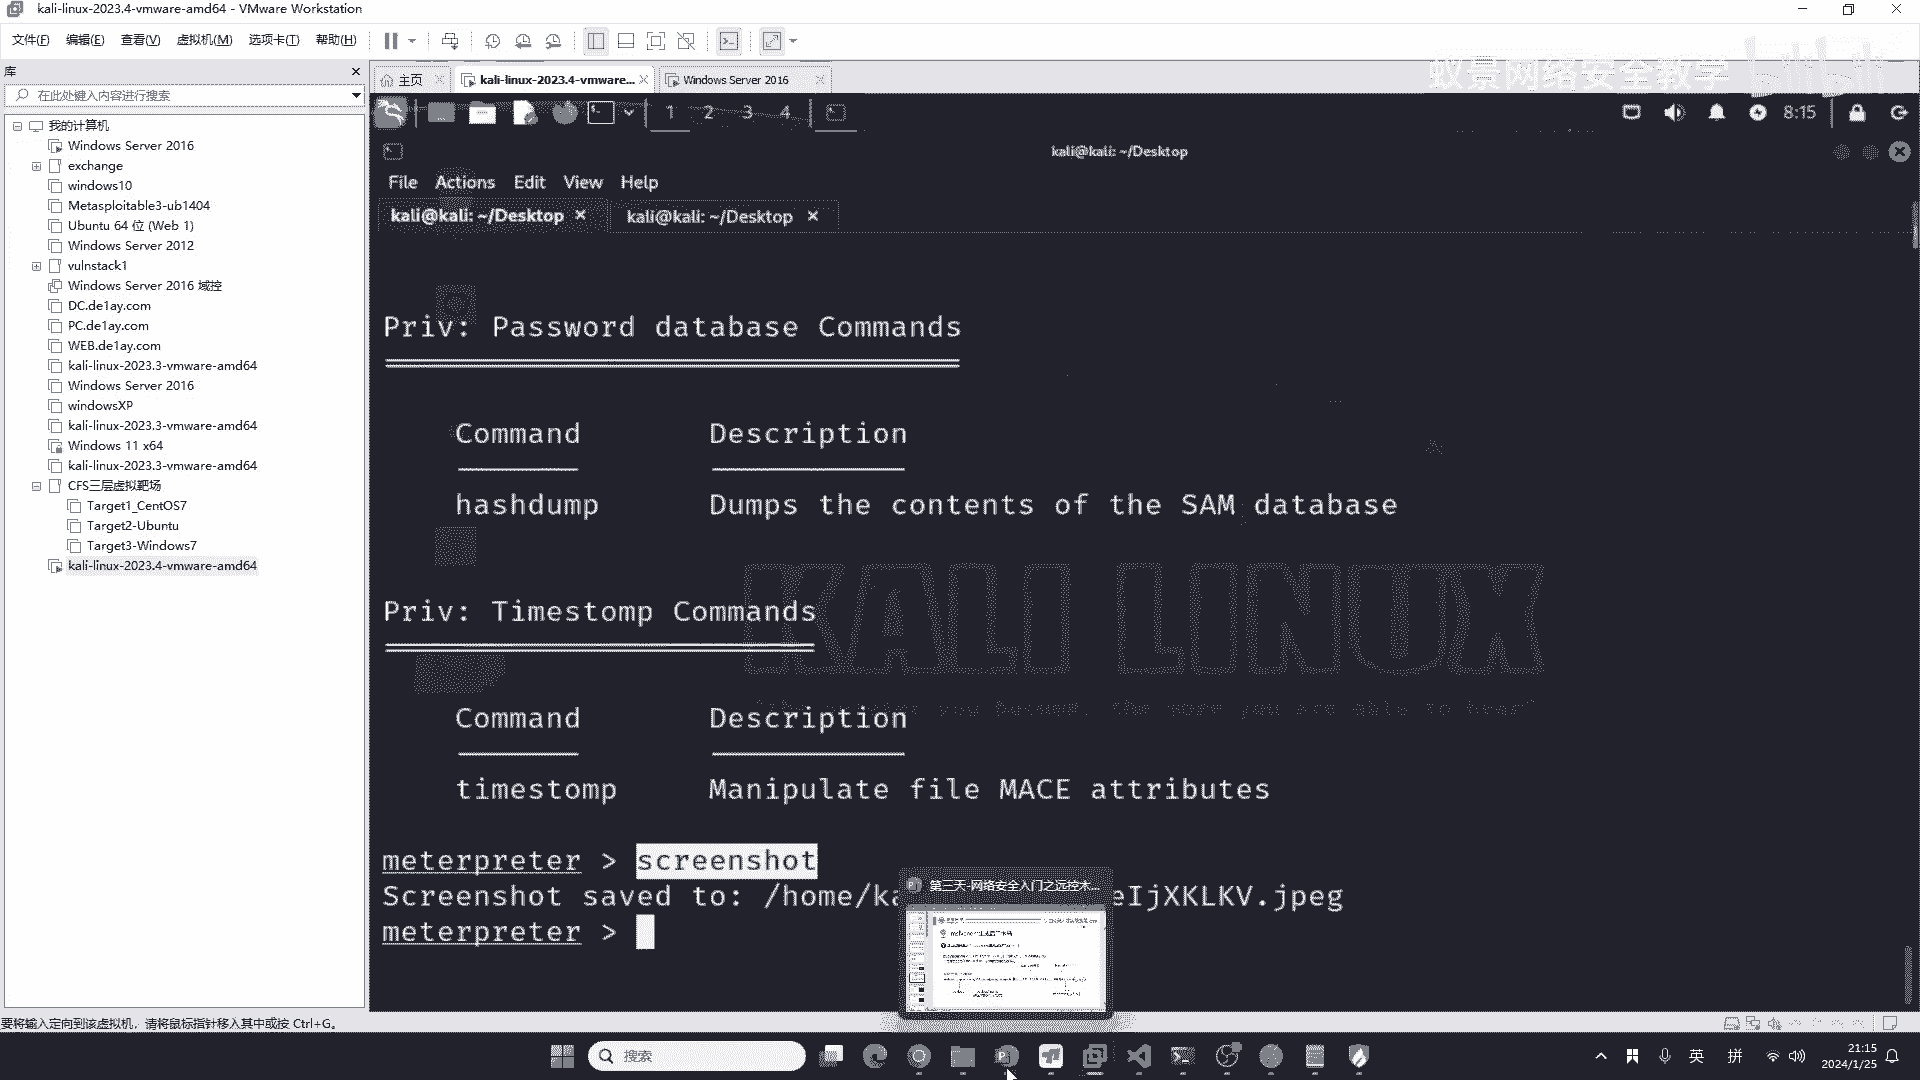 kali-linux-2023.4-vmware-amd64 - VMware Workstation
文件(F) 编辑(E) 查看(V) 虚拟机(M) 选项卡(T) 帮助(H)
库
在此处键入内容进行搜索
我的计算机
Windows Server 2016
exchange
windows10
Metasploitable3-ub1404
Ubuntu 64 位 (Web 1)
Windows Server 2012
vulnstack1
Windows Server 2016 域控
DC.de1ay.com
PC.de1ay.com
WEB.de1ay.com
kali-linux-2023.3-vmware-amd64
Windows Server 2016
windowsXP
kali-linux-2023.3-vmware-amd64
Windows 11 x64
kali-linux-2023.3-vmware-amd64
CFS三层虚拟靶场
Target1_CentOS7
Target2-Ubuntu
Target3-Windows7
kali-linux-2023.4-vmware-amd64
主页 kali-linux-2023.4-vmware... Windows Server 2016
蚁景网络安全教学 bilibili
1 2 3 4 8:15
kali@kali: ~/Desktop
File Actions Edit View Help
kali@kali: ~/Desktop kali@kali: ~/Desktop
Priv: Password database Commands
Command Description
hashdump Dumps the contents of the SAM database
KALI LINUX
Priv: Timestomp Commands
Command Description
timestomp Manipulate file MACE attributes
meterpreter > screenshot
Screenshot saved to: /home/ka eIjXKLKV.jpeg
meterpreter >
第三天-网络安全入门之远控木...
要将输入定向到该虚拟机，请将鼠标指针移入其中或按 Ctrl+G。
搜索
英 拼
21:15
2024/1/25